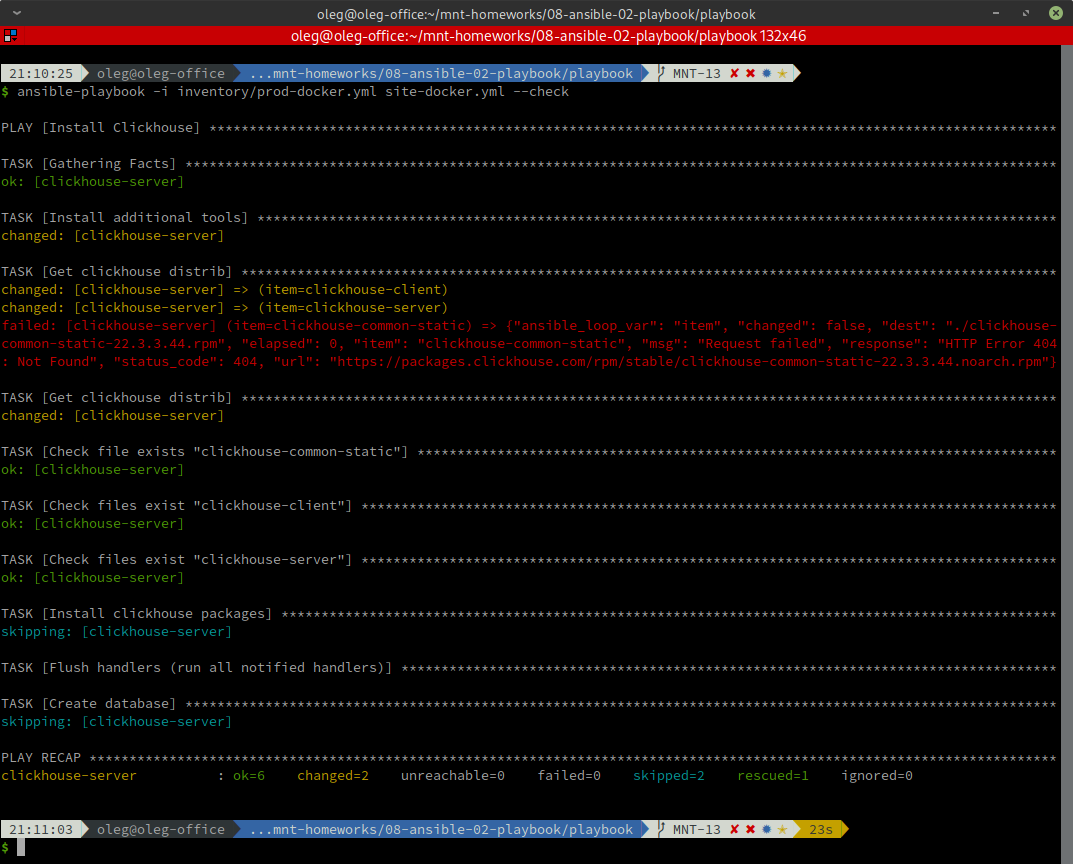 oleg@oleg-office:~/mnt-homeworks/08-ansible-02-playbook/playbook
oleg@oleg-office:~/mnt-homeworks/08-ansible-02-playbook/playbook 132x46
21:10:25 oleg@oleg-office ...mnt-homeworks/08-ansible-02-playbook/playbook MNT-13 ✘ ✖ ✹ ★
$ ansible-playbook -i inventory/prod-docker.yml site-docker.yml --check
PLAY [Install Clickhouse] **********************************************************************************************************
TASK [Gathering Facts] *************************************************************************************************************
ok: [clickhouse-server]
TASK [Install additional tools] ****************************************************************************************************
changed: [clickhouse-server]
TASK [Get clickhouse distrib] ******************************************************************************************************
changed: [clickhouse-server] => (item=clickhouse-client)
changed: [clickhouse-server] => (item=clickhouse-server)
failed: [clickhouse-server] (item=clickhouse-common-static) => {"ansible_loop_var": "item", "changed": false, "dest": "./clickhouse-
common-static-22.3.3.44.rpm", "elapsed": 0, "item": "clickhouse-common-static", "msg": "Request failed", "response": "HTTP Error 404
: Not Found", "status_code": 404, "url": "https://packages.clickhouse.com/rpm/stable/clickhouse-common-static-22.3.3.44.noarch.rpm"}
TASK [Get clickhouse distrib] ******************************************************************************************************
changed: [clickhouse-server]
TASK [Check file exists "clickhouse-common-static"] ********************************************************************************
ok: [clickhouse-server]
TASK [Check files exist "clickhouse-client"] ***************************************************************************************
ok: [clickhouse-server]
TASK [Check files exist "clickhouse-server"] ***************************************************************************************
ok: [clickhouse-server]
TASK [Install clickhouse packages] *************************************************************************************************
skipping: [clickhouse-server]
TASK [Flush handlers (run all notified handlers)] **********************************************************************************
TASK [Create database] *************************************************************************************************************
skipping: [clickhouse-server]
PLAY RECAP *************************************************************************************************************************
clickhouse-server : ok=6 changed=2 unreachable=0 failed=0 skipped=2 rescued=1 ignored=0
21:11:03 oleg@oleg-office ...mnt-homeworks/08-ansible-02-playbook/playbook MNT-13 ✘ ✖ ✹ ★ 23s
$